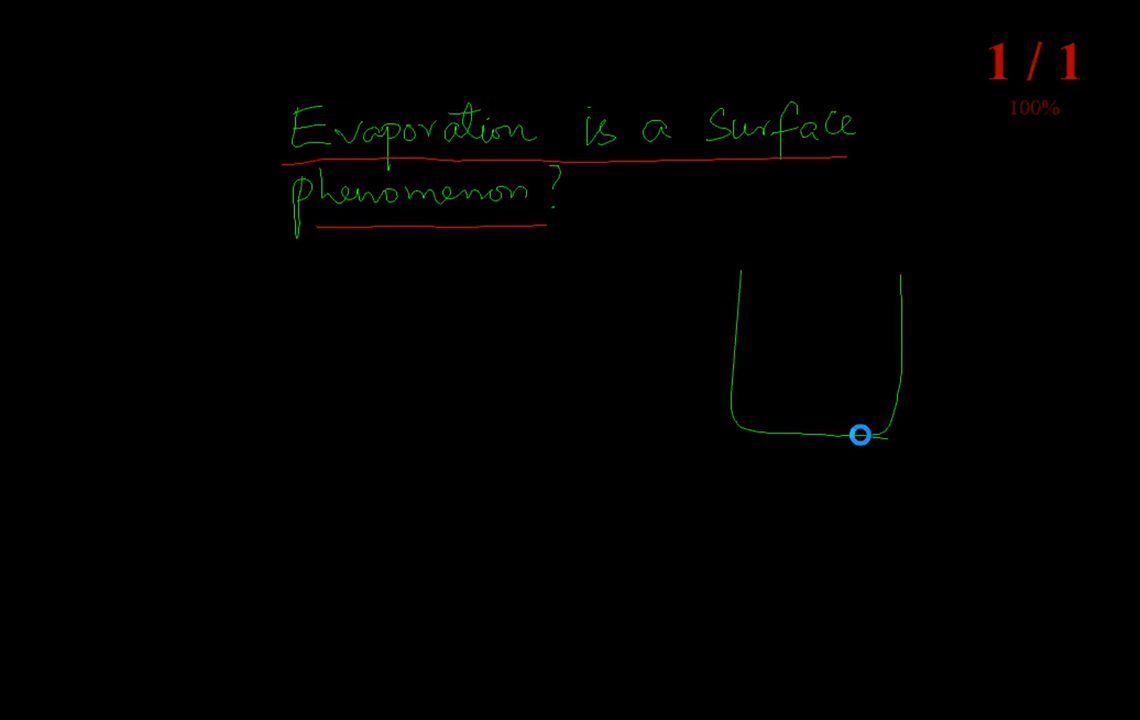 Evaporation is a surface
phenomenon?
1 / 1
100%